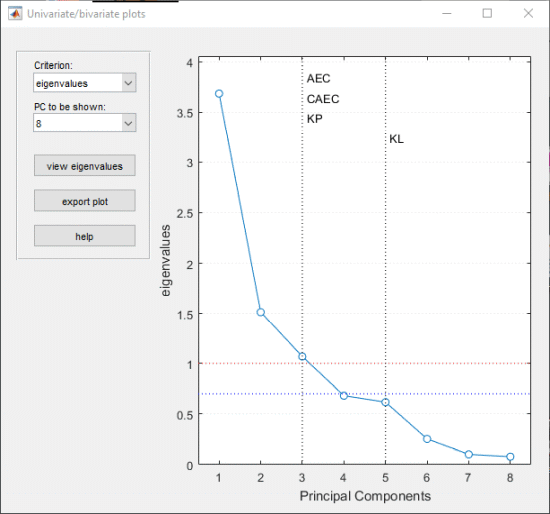 Univariate/bivariate plots
Criterion:
eigenvalues
PC to be shown:
8
view eigenvalues
export plot
help
4
3.5
3
2.5
2
1.5
1
0.5
0
eigenvalues
AEC
CAEC
KP
KL
1 2 3 4 5 6 7 8
Principal Components